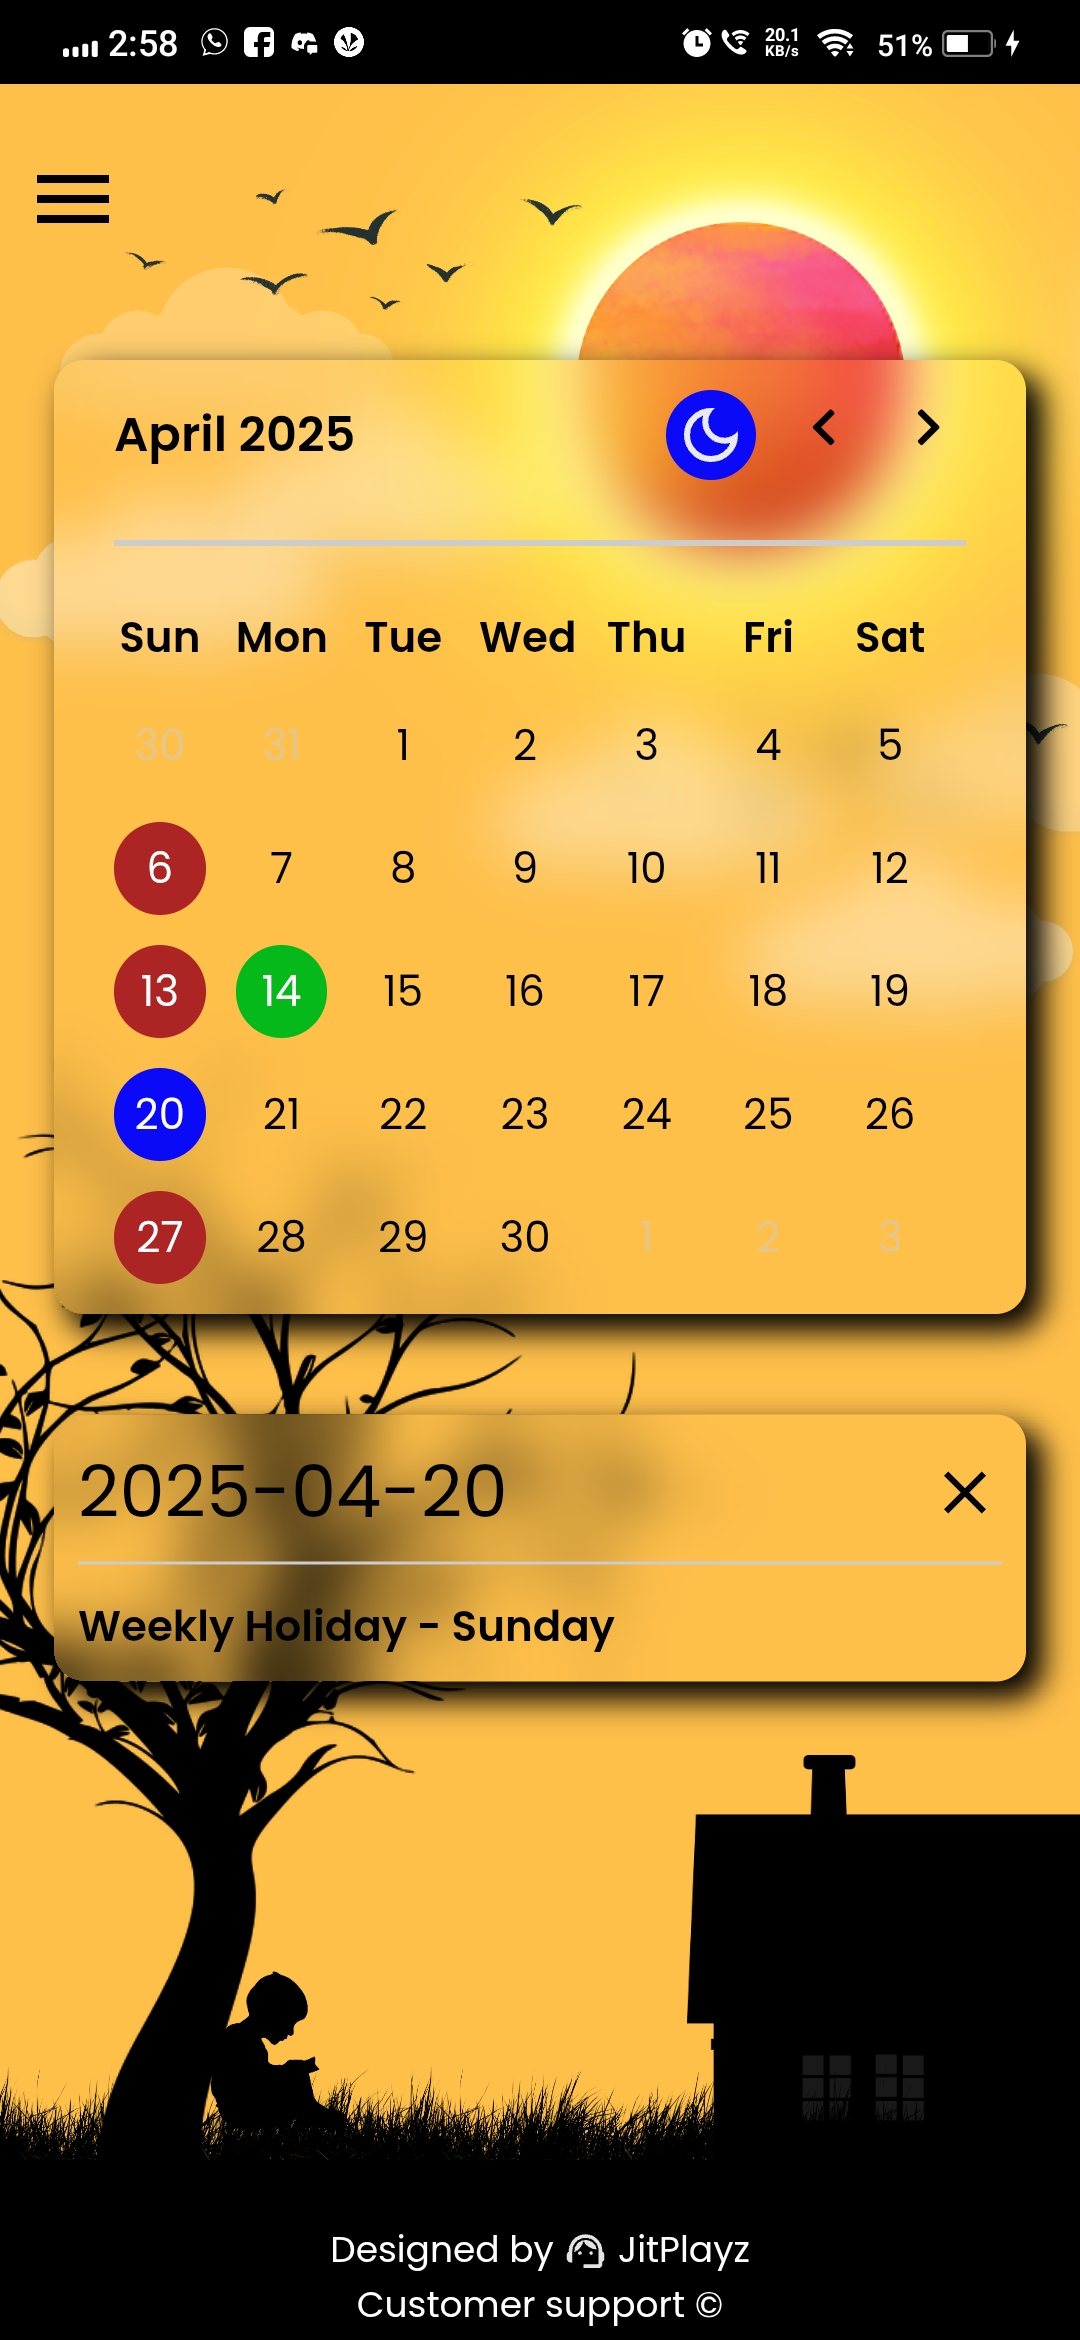 2:58 20.1 KB/s 51%
April 2025
Sun Mon Tue Wed Thu Fri Sat
30 31 1 2 3 4 5
6 7 8 9 10 11 12
13 14 15 16 17 18 19
20 21 22 23 24 25 26
27 28 29 30 1 2 3
2025-04-20
Weekly Holiday - Sunday
Designed by JitPlayz
Customer support ©